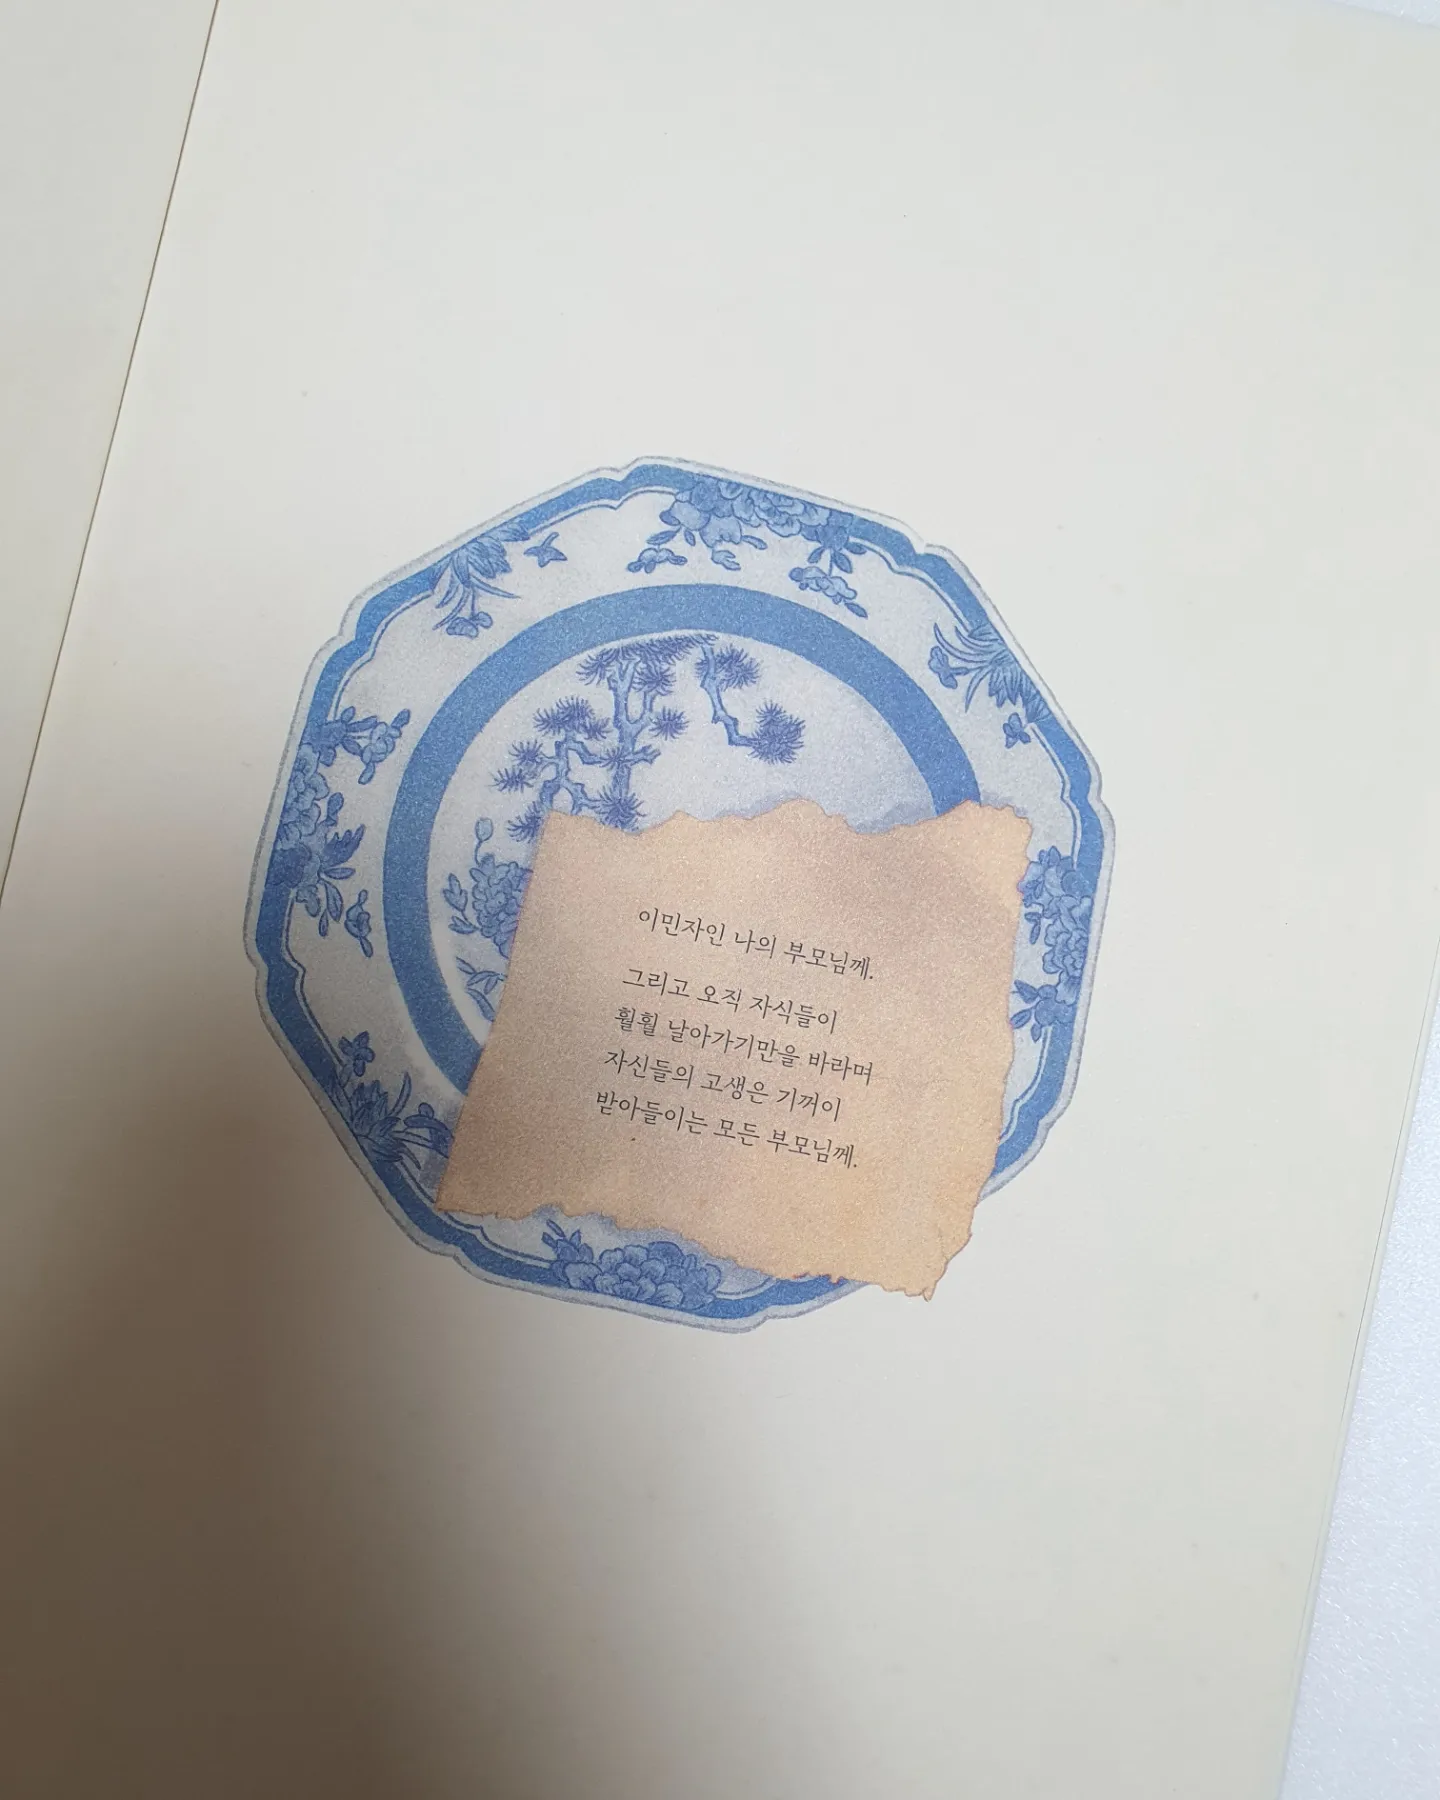 이민자인 나의 부모님께.
그리고 오직 자식들이
훨훨 날아가기만을 바라며
자신들의 고생은 기꺼이
받아들이는 모든 부모님께.